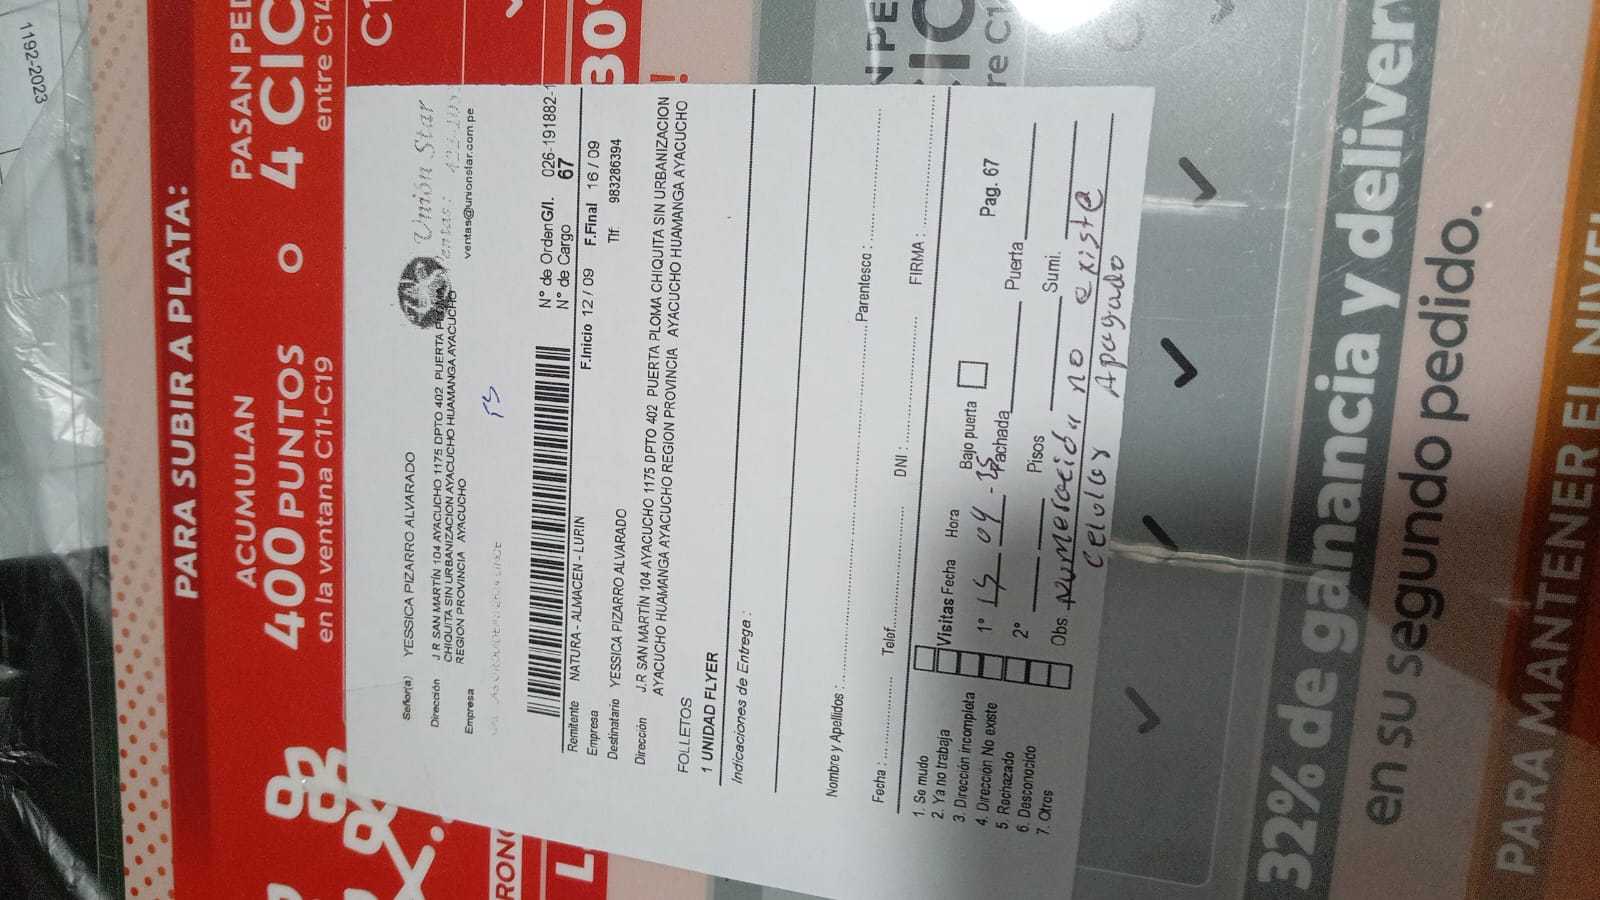 1192-2023
PARA SUBIR A PLATA:
ACUMULAN
400 PUNTOS
en la ventana C11-C19
O
PASAN PED
4 CIC
entre C14
Unión Star
ventas@unionstar.com.pe
Señor(a) YESSICA PIZARRO ALVARADO
Dirección J.R SAN MARTÍN 104 AYACUCHO 1175 DPTO 402 PUERTA PLOMA
CHIQUITA SIN URBANIZACION AYACUCHO HUAMANGA AYACUCHO
REGION PROVINCIA AYACUCHO
Empresa
N° de Orden G/I. 026-191882-1
N° de Cargo 67
Remitente NATURA - ALMACEN - LURIN F.Inicio 12 / 09 F.Final 16 / 09
Empresa Tlf 983286394
Destinatario YESSICA PIZARRO ALVARADO
Dirección J.R SAN MARTÍN 104 AYACUCHO 1175 DPTO 402 PUERTA PLOMA CHIQUITA SIN URBANIZACION
AYACUCHO HUAMANGA AYACUCHO REGION PROVINCIA AYACUCHO HUAMANGA AYACUCHO
FOLLETOS
1 UNIDAD FLYER
Indicaciones de Entrega :
Nombre y Apellidos : Parentesco :
Fecha : Telef. DNI : FIRMA :
1. Se mudo
2. Ya no trabaja
3. Dirección incompleta
4. Dirección No existe
5. Rechazado
6. Desconocido
7. Otros
Visitas Fecha Hora Bajo puerta
1° 15 09 Fachada Puerta Pag. 67
2° Pisos Sumi.
Obs. Numeración no existe
celular Apagado
32% de ganancia y deliver
en su segundo pedido.
PARA MANTENER EL NIVEL